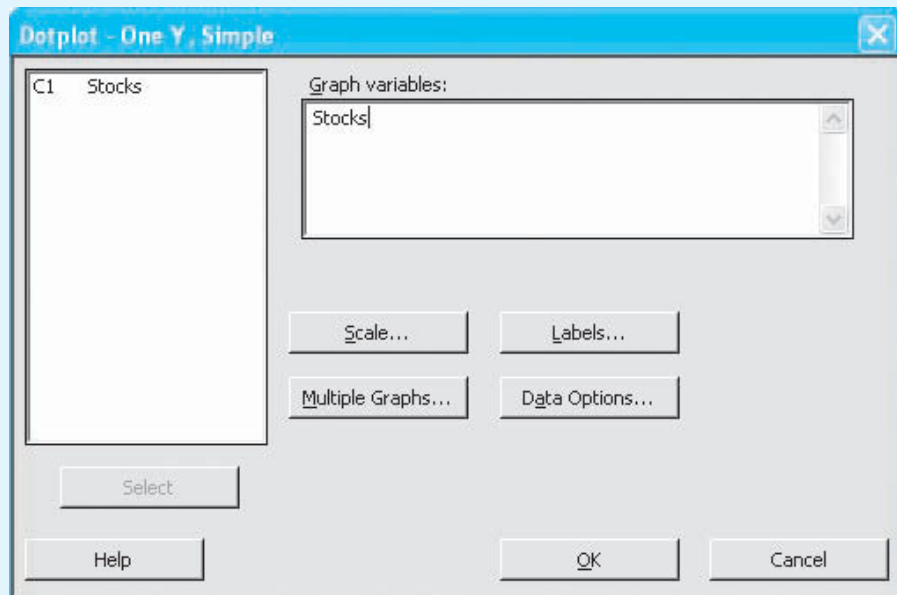 Dotplot - One Y, Simple
C1 Stocks
Graph variables:
Stocks
Scale...
Labels...
Multiple Graphs...
Data Options...
Select
Help
OK
Cancel